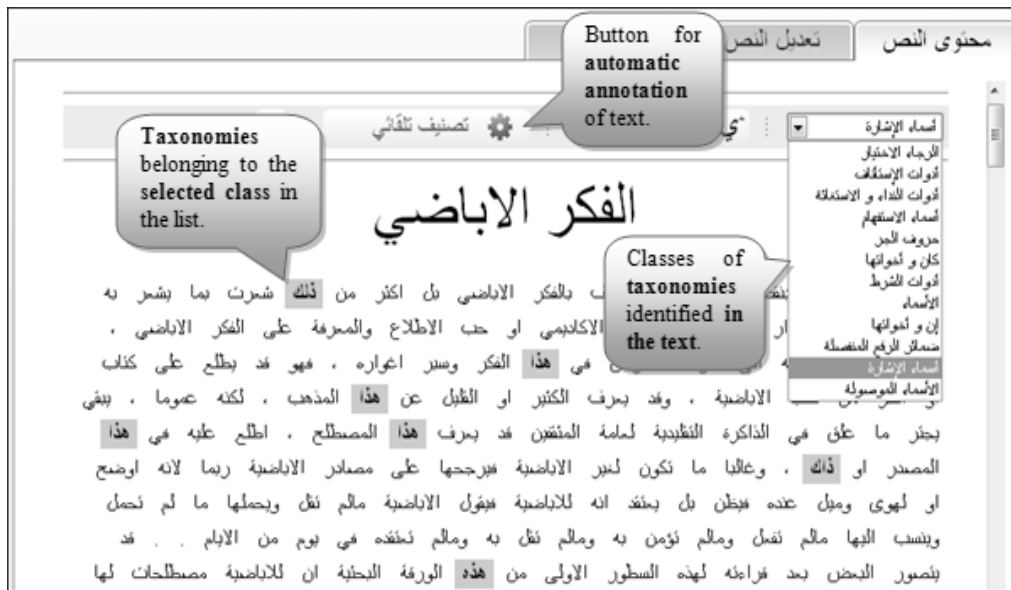 محتوى النص
تعديل النص
Button for
automatic
annotation
of text.
أسماء الإشارة
تصنيف تلقائي
Taxonomies
belonging to the
selected class in
the list.
الرجاء الاختيار
أدوات الإستئناف
أدوات النداء و الاستغاثة
أسماء الاستفهام
حروف الجر
كان و أخواتها
أدوات الشرط
الأسماء
إن و أخواتها
ضمائر الرفع المنفصلة
أسماء الإشارة
الأسماء الموصولة
Classes of
taxonomies
identified in
the text.
الفكر الاباضي
بالفكر الاباضي بل اكثر من ذلك شعرت بما يشعر به
الاكاديمي او حب الاطلاع والمعرفة على الفكر الاباضي ،
في هذا الفكر وسبر اغواره ، فهو قد يطلع على كتاب
الاباضية ، وقد يعرف الكثير او القليل عن هذا المذهب ، لكنه عموما ، يبقي
يجتر ما علق في الذاكرة التقليدية لعامة المثقفين قد يعرف هذا المصطلح ، اطلع عليه في هذا
المصدر او ذاك ، وغالبا ما تكون لغير الاباضية فيرجحها على مصادر الاباضية ربما لانه اوضح
او لهوى وميل عنده فيظن بل يعتقد انه للاباضية فيقول الاباضية مالم تقل ويحملها ما لم تحمل
وينسب اليها مالم تفعل ومالم تؤمن به ومالم تقل به ومالم تعتقده في يوم من الايام . . قد
يتصور البعض بعد قراءته لهذه السطور الاولى من هذه الورقة البحثية ان للاباضية مصطلحات لها